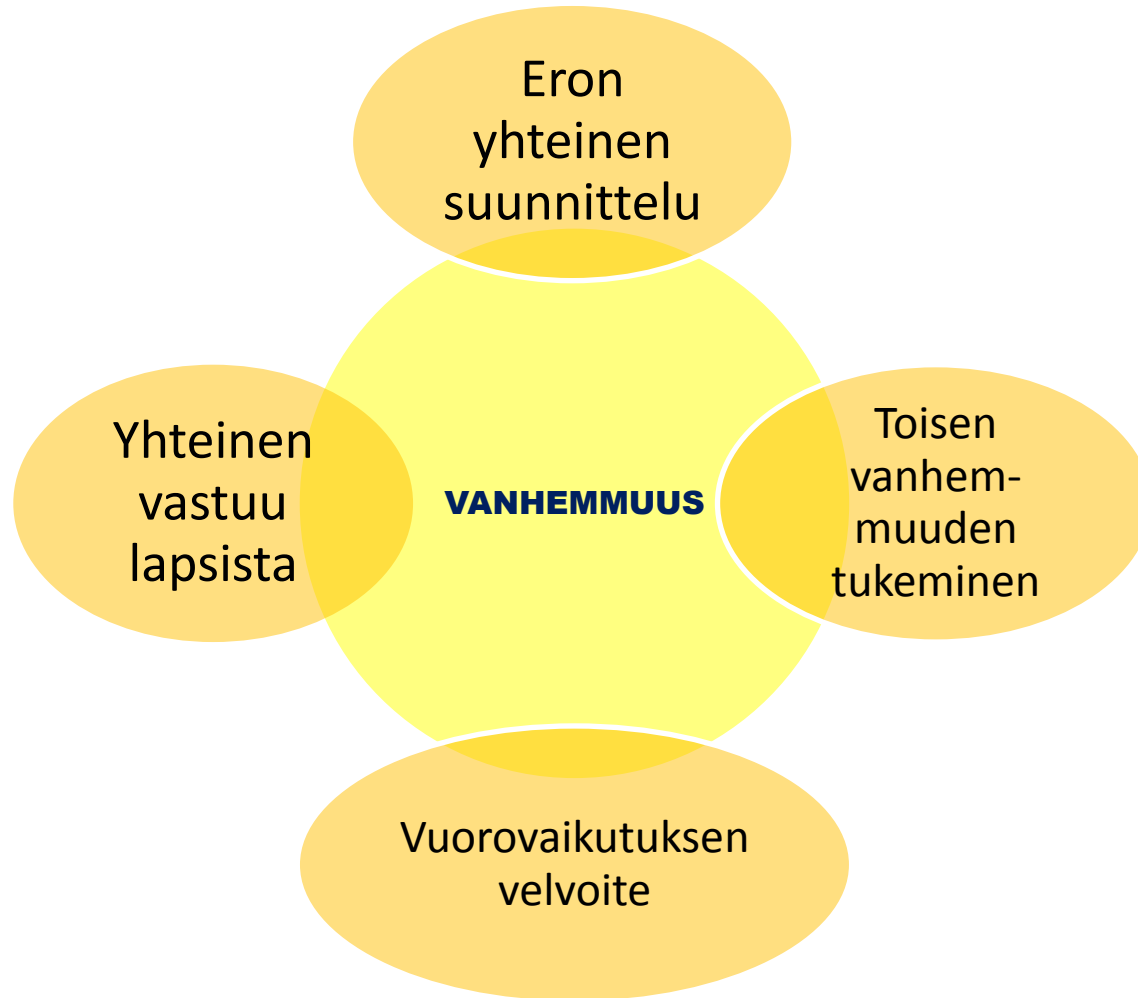 Eron
yhteinen
suunnittelu
Yhteinen
vastuu
lapsista
VANHEMMUUS
Toisen
vanhem-
muuden
tukeminen
Vuorovaikutuksen
velvoite